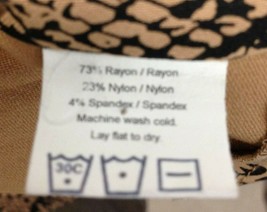 73% Rayon / Rayon
23% Nylon / Nylon
4% Spandex / Spandex
Machine wash cold.
Lay flat to dry.
30C